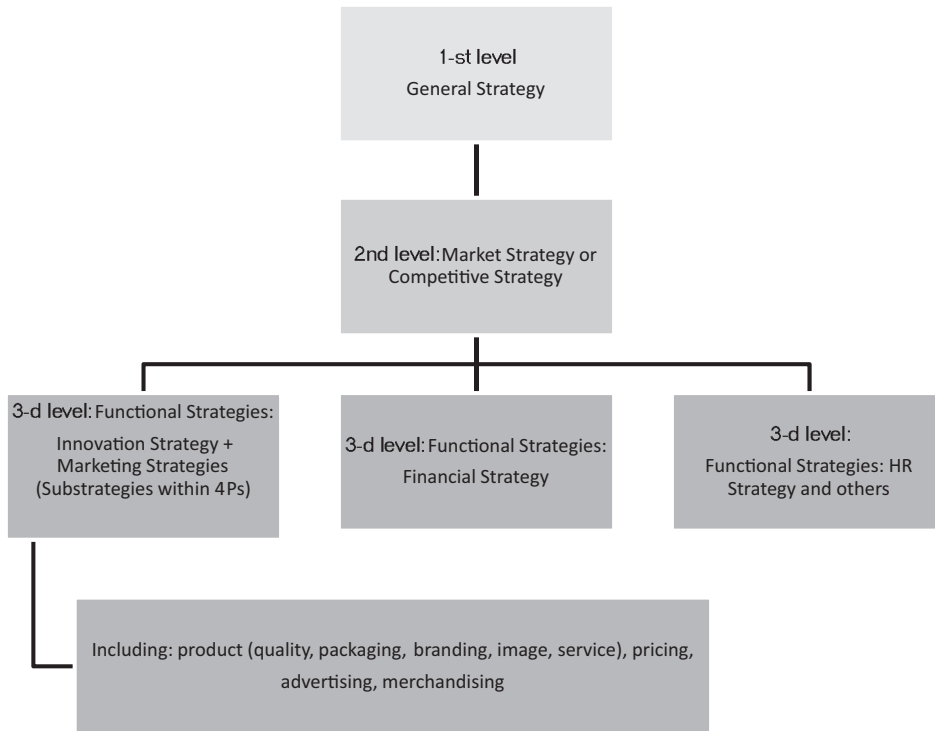 1-st level
General Strategy
2nd level: Market Strategy or
Competitive Strategy
3-d level: Functional Strategies:
Innovation Strategy +
Marketing Strategies
(Substrategies within 4Ps)
3-d level: Functional Strategies:
Financial Strategy
3-d level:
Functional Strategies: HR
Strategy and others
Including: product (quality, packaging, branding, image, service), pricing,
advertising, merchandising